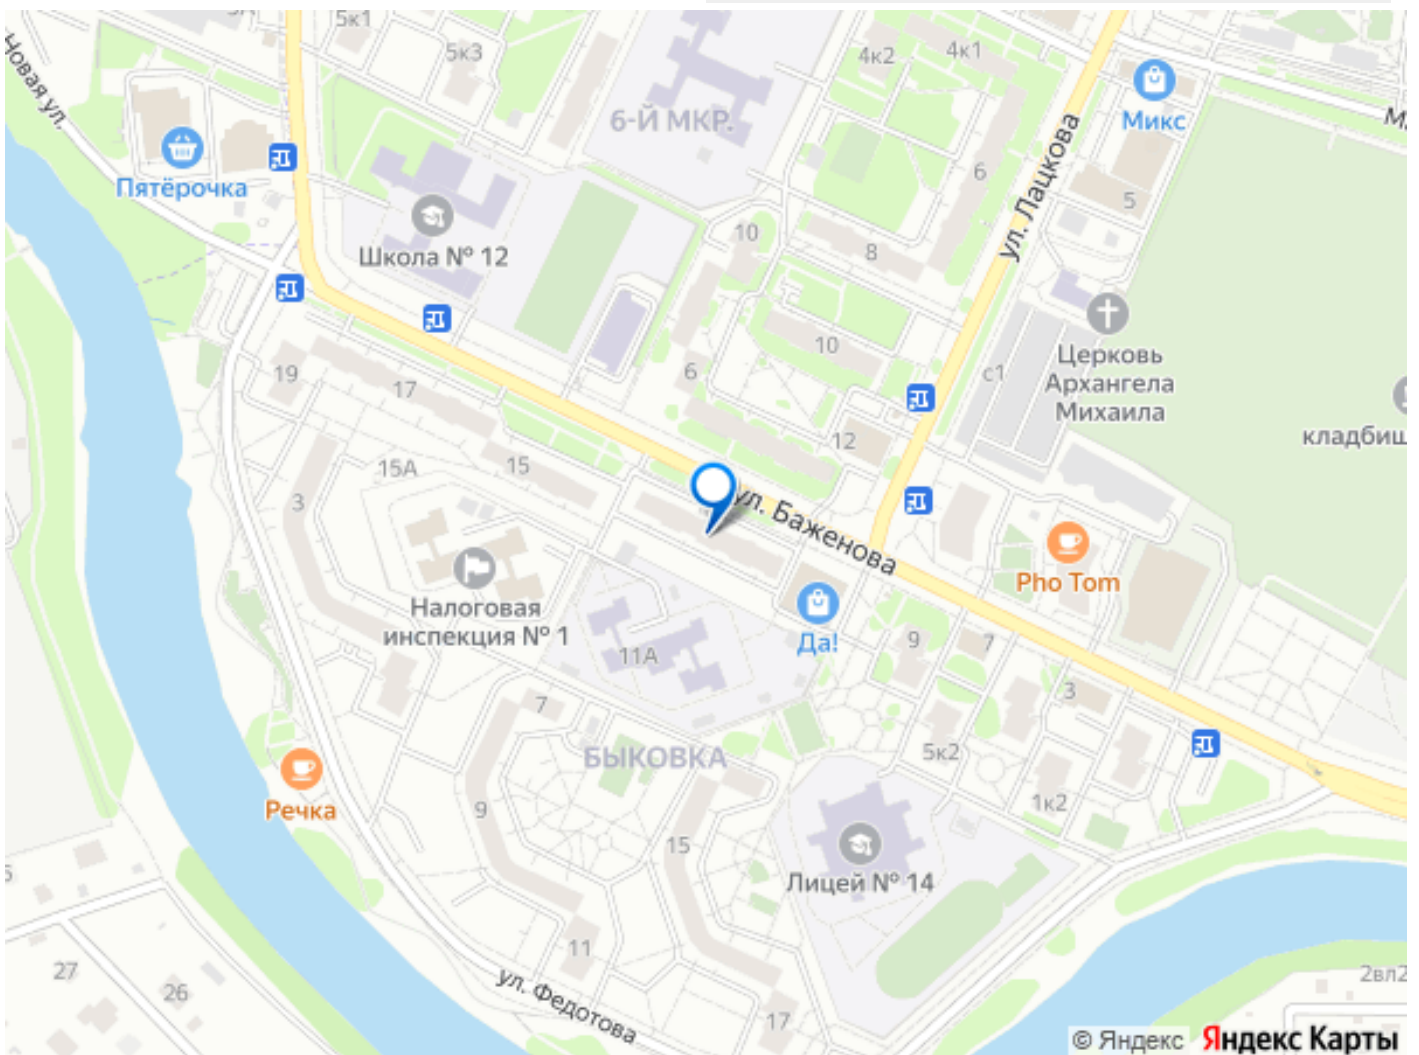 5к1
5к3
4к2
4к1
Новая ул.
6-Й МКР.
Микс
ул. Лацкова
6
5
Пятёрочка
Школа № 12
10
8
Церковь
Архангела
Михаила
10
с1
6
19
17
12
кладбищ
15
15А
3
ул. Баженова
Pho Tom
Налоговая
инспекция № 1
11А
Да!
9
7
3
7
БЫКОВКА
5к2
1к2
Речка
9
15
Лицей № 14
11
27
26
2вл2
ул. Федотова
17
© Яндекс Яндекс Карты